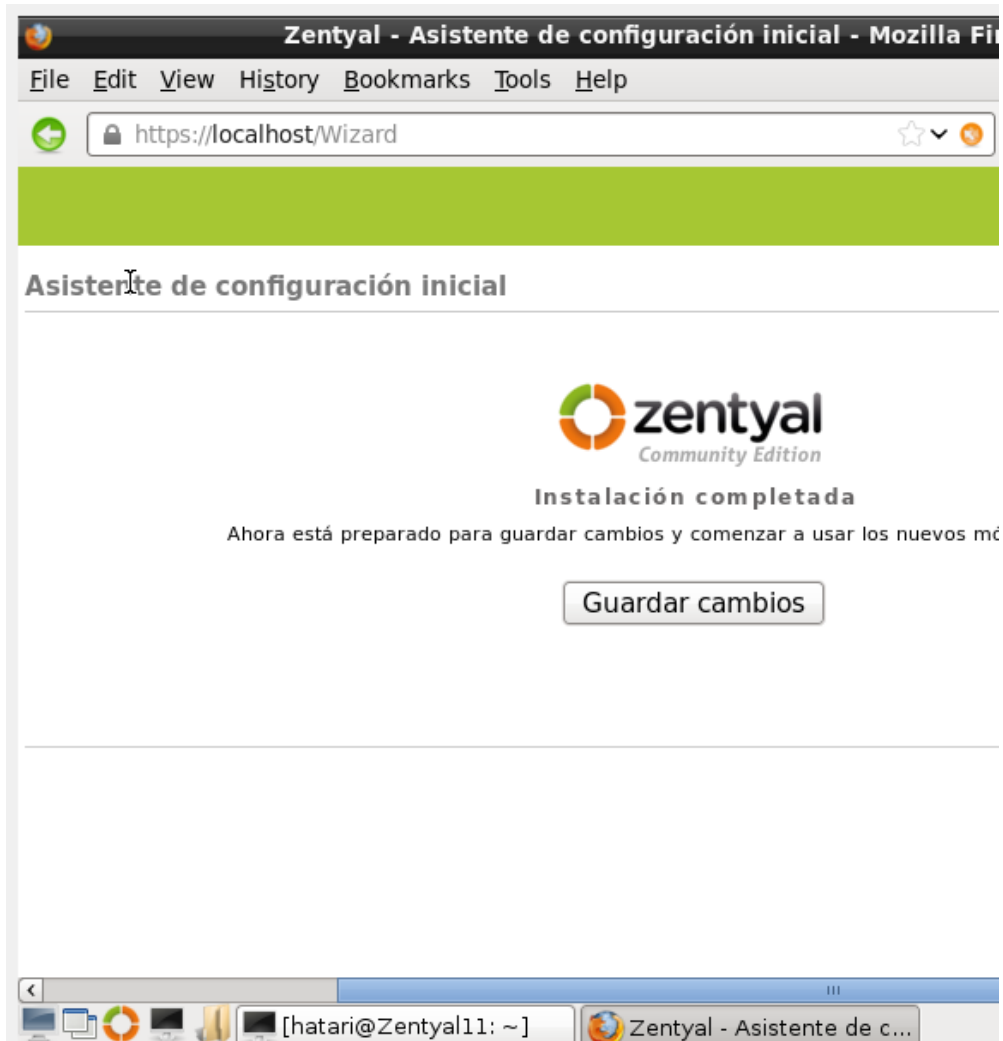 Zentyal - Asistente de configuración inicial - Mozilla
File Edit View History Bookmarks Tools Help
https://localhost/Wizard
Asistente de configuración inicial
zentyal
Community Edition
Instalación completada
Ahora está preparado para guardar cambios y comenzar a usar los nuevos
Guardar cambios
[hatari@Zentyal11: ~]
Zentyal - Asistente de c...